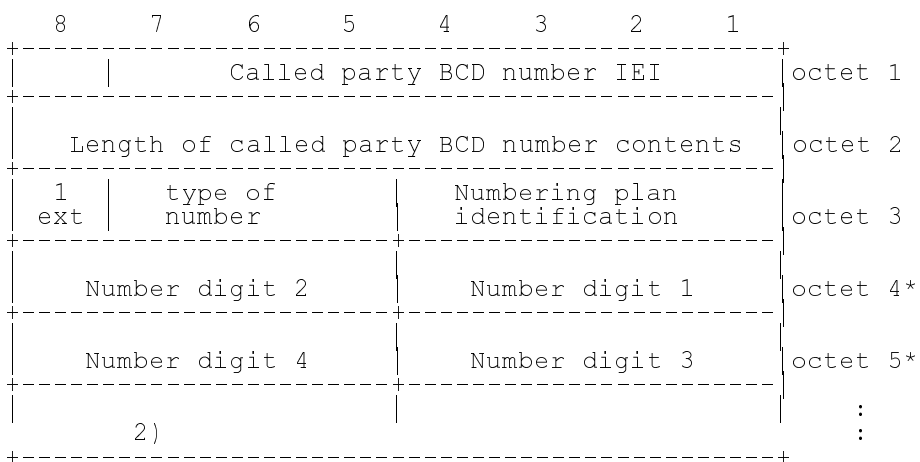 8 7 6 5 4 3 2 1
Called party BCD number IEI octet 1
Length of called party BCD number contents octet 2
1 type of Numbering plan
ext number identification octet 3
Number digit 2 Number digit 1 octet 4*
Number digit 4 Number digit 3 octet 5*
:
2) :